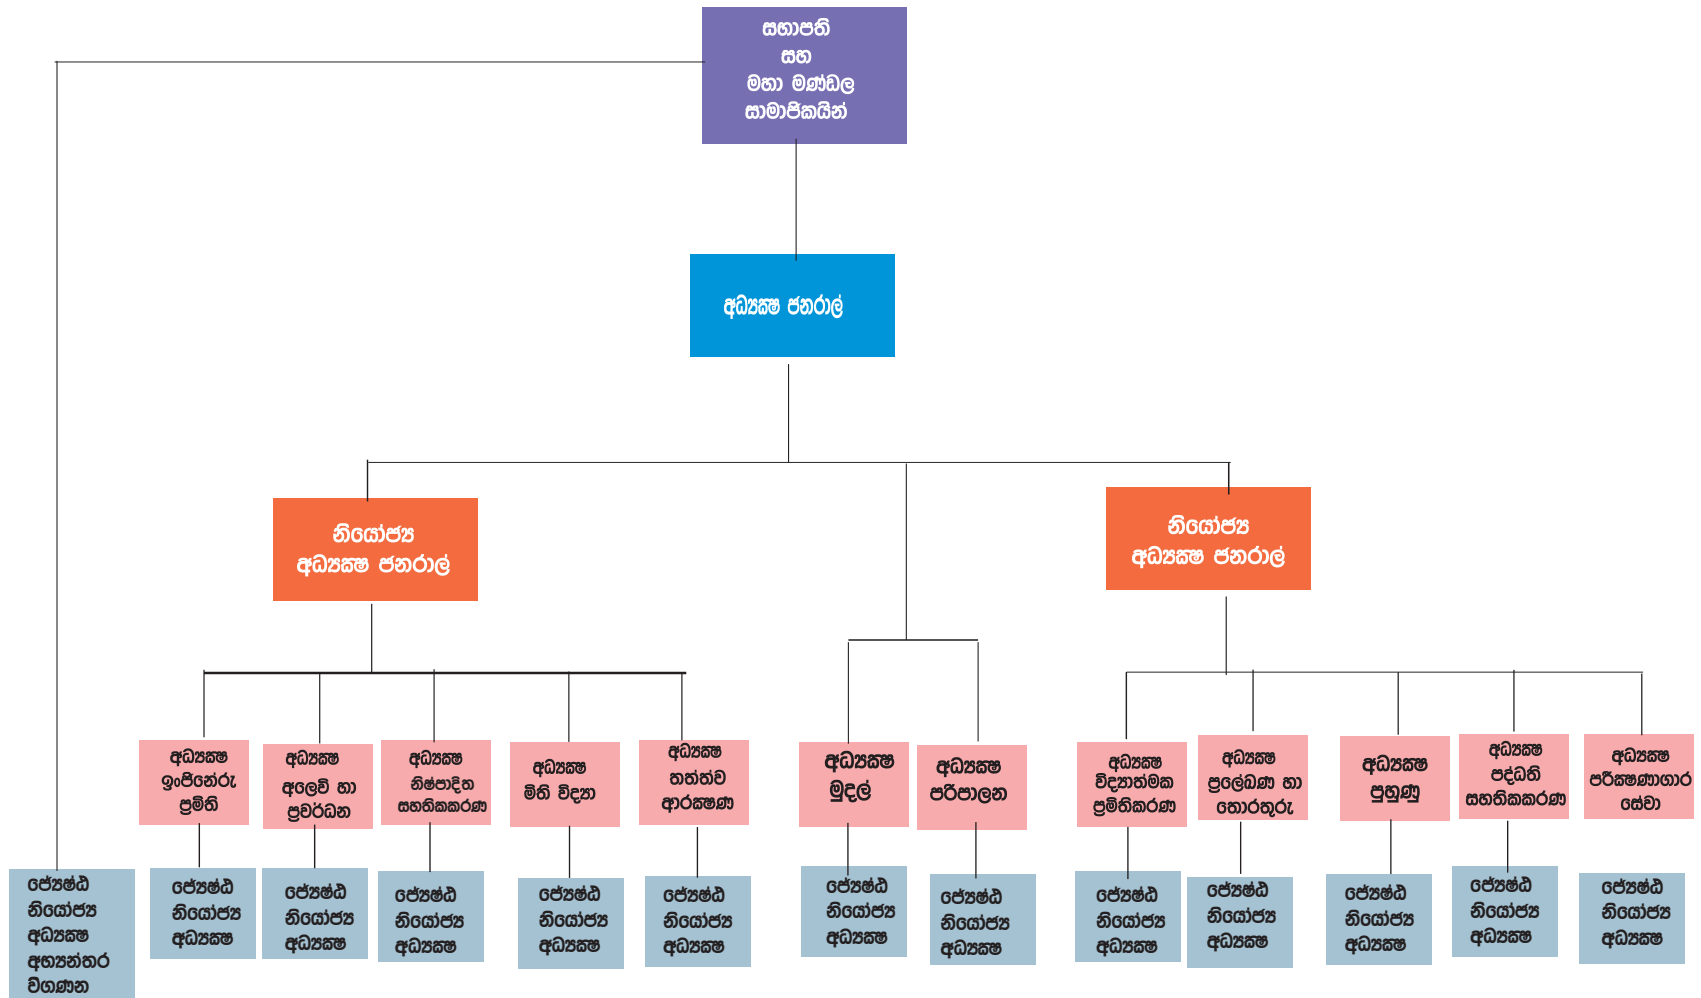 සභාපති
සහ
මහා මණ්ඩල
සාමාජිකයින්
අධ්‍යක්ෂ ජනරාල්
නියෝජ්‍ය
අධ්‍යක්ෂ ජනරාල්
නියෝජ්‍ය
අධ්‍යක්ෂ ජනරාල්
අධ්‍යක්ෂ
ඉංජිනේරු
ප්‍රමිති
අධ්‍යක්ෂ
අලෙවි හා
ප්‍රවර්ධන
අධ්‍යක්ෂ
නිෂ්පාදිත
සහතිකකරණ
අධ්‍යක්ෂ
මිති විද්‍යා
අධ්‍යක්ෂ
තත්ත්ව
ආරක්ෂණ
අධ්‍යක්ෂ
මුදල්
අධ්‍යක්ෂ
පරිපාලන
අධ්‍යක්ෂ
විද්‍යාත්මක
ප්‍රමිතිකරණ
අධ්‍යක්ෂ
ප්‍රලේඛණ හා
තොරතුරු
අධ්‍යක්ෂ
පුහුණු
අධ්‍යක්ෂ
පද්ධති
සහතිකකරණ
අධ්‍යක්ෂ
පරීක්ෂණාගාර
සේවා
ජ්‍යෙෂ්ඨ
නියෝජ්‍ය
අධ්‍යක්ෂ
අභ්‍යන්තර
විගණන
ජ්‍යෙෂ්ඨ
නියෝජ්‍ය
අධ්‍යක්ෂ
ජ්‍යෙෂ්ඨ
නියෝජ්‍ය
අධ්‍යක්ෂ
ජ්‍යෙෂ්ඨ
නියෝජ්‍ය
අධ්‍යක්ෂ
ජ්‍යෙෂ්ඨ
නියෝජ්‍ය
අධ්‍යක්ෂ
ජ්‍යෙෂ්ඨ
නියෝජ්‍ය
අධ්‍යක්ෂ
ජ්‍යෙෂ්ඨ
නියෝජ්‍ය
අධ්‍යක්ෂ
ජ්‍යෙෂ්ඨ
නියෝජ්‍ය
අධ්‍යක්ෂ
ජ්‍යෙෂ්ඨ
නියෝජ්‍ය
අධ්‍යක්ෂ
ජ්‍යෙෂ්ඨ
නියෝජ්‍ය
අධ්‍යක්ෂ
ජ්‍යෙෂ්ඨ
නියෝජ්‍ය
අධ්‍යක්ෂ
ජ්‍යෙෂ්ඨ
නියෝජ්‍ය
අධ්‍යක්ෂ
ජ්‍යෙෂ්ඨ
නියෝජ්‍ය
අධ්‍යක්ෂ